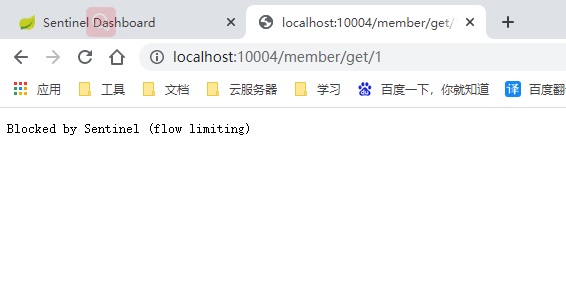 Sentinel Dashboard
localhost:10004/member/get/
localhost:10004/member/get/1
应用 工具 文档 云服务器 学习 百度一下，你就知道 译 百度翻
Blocked by Sentinel (flow limiting)